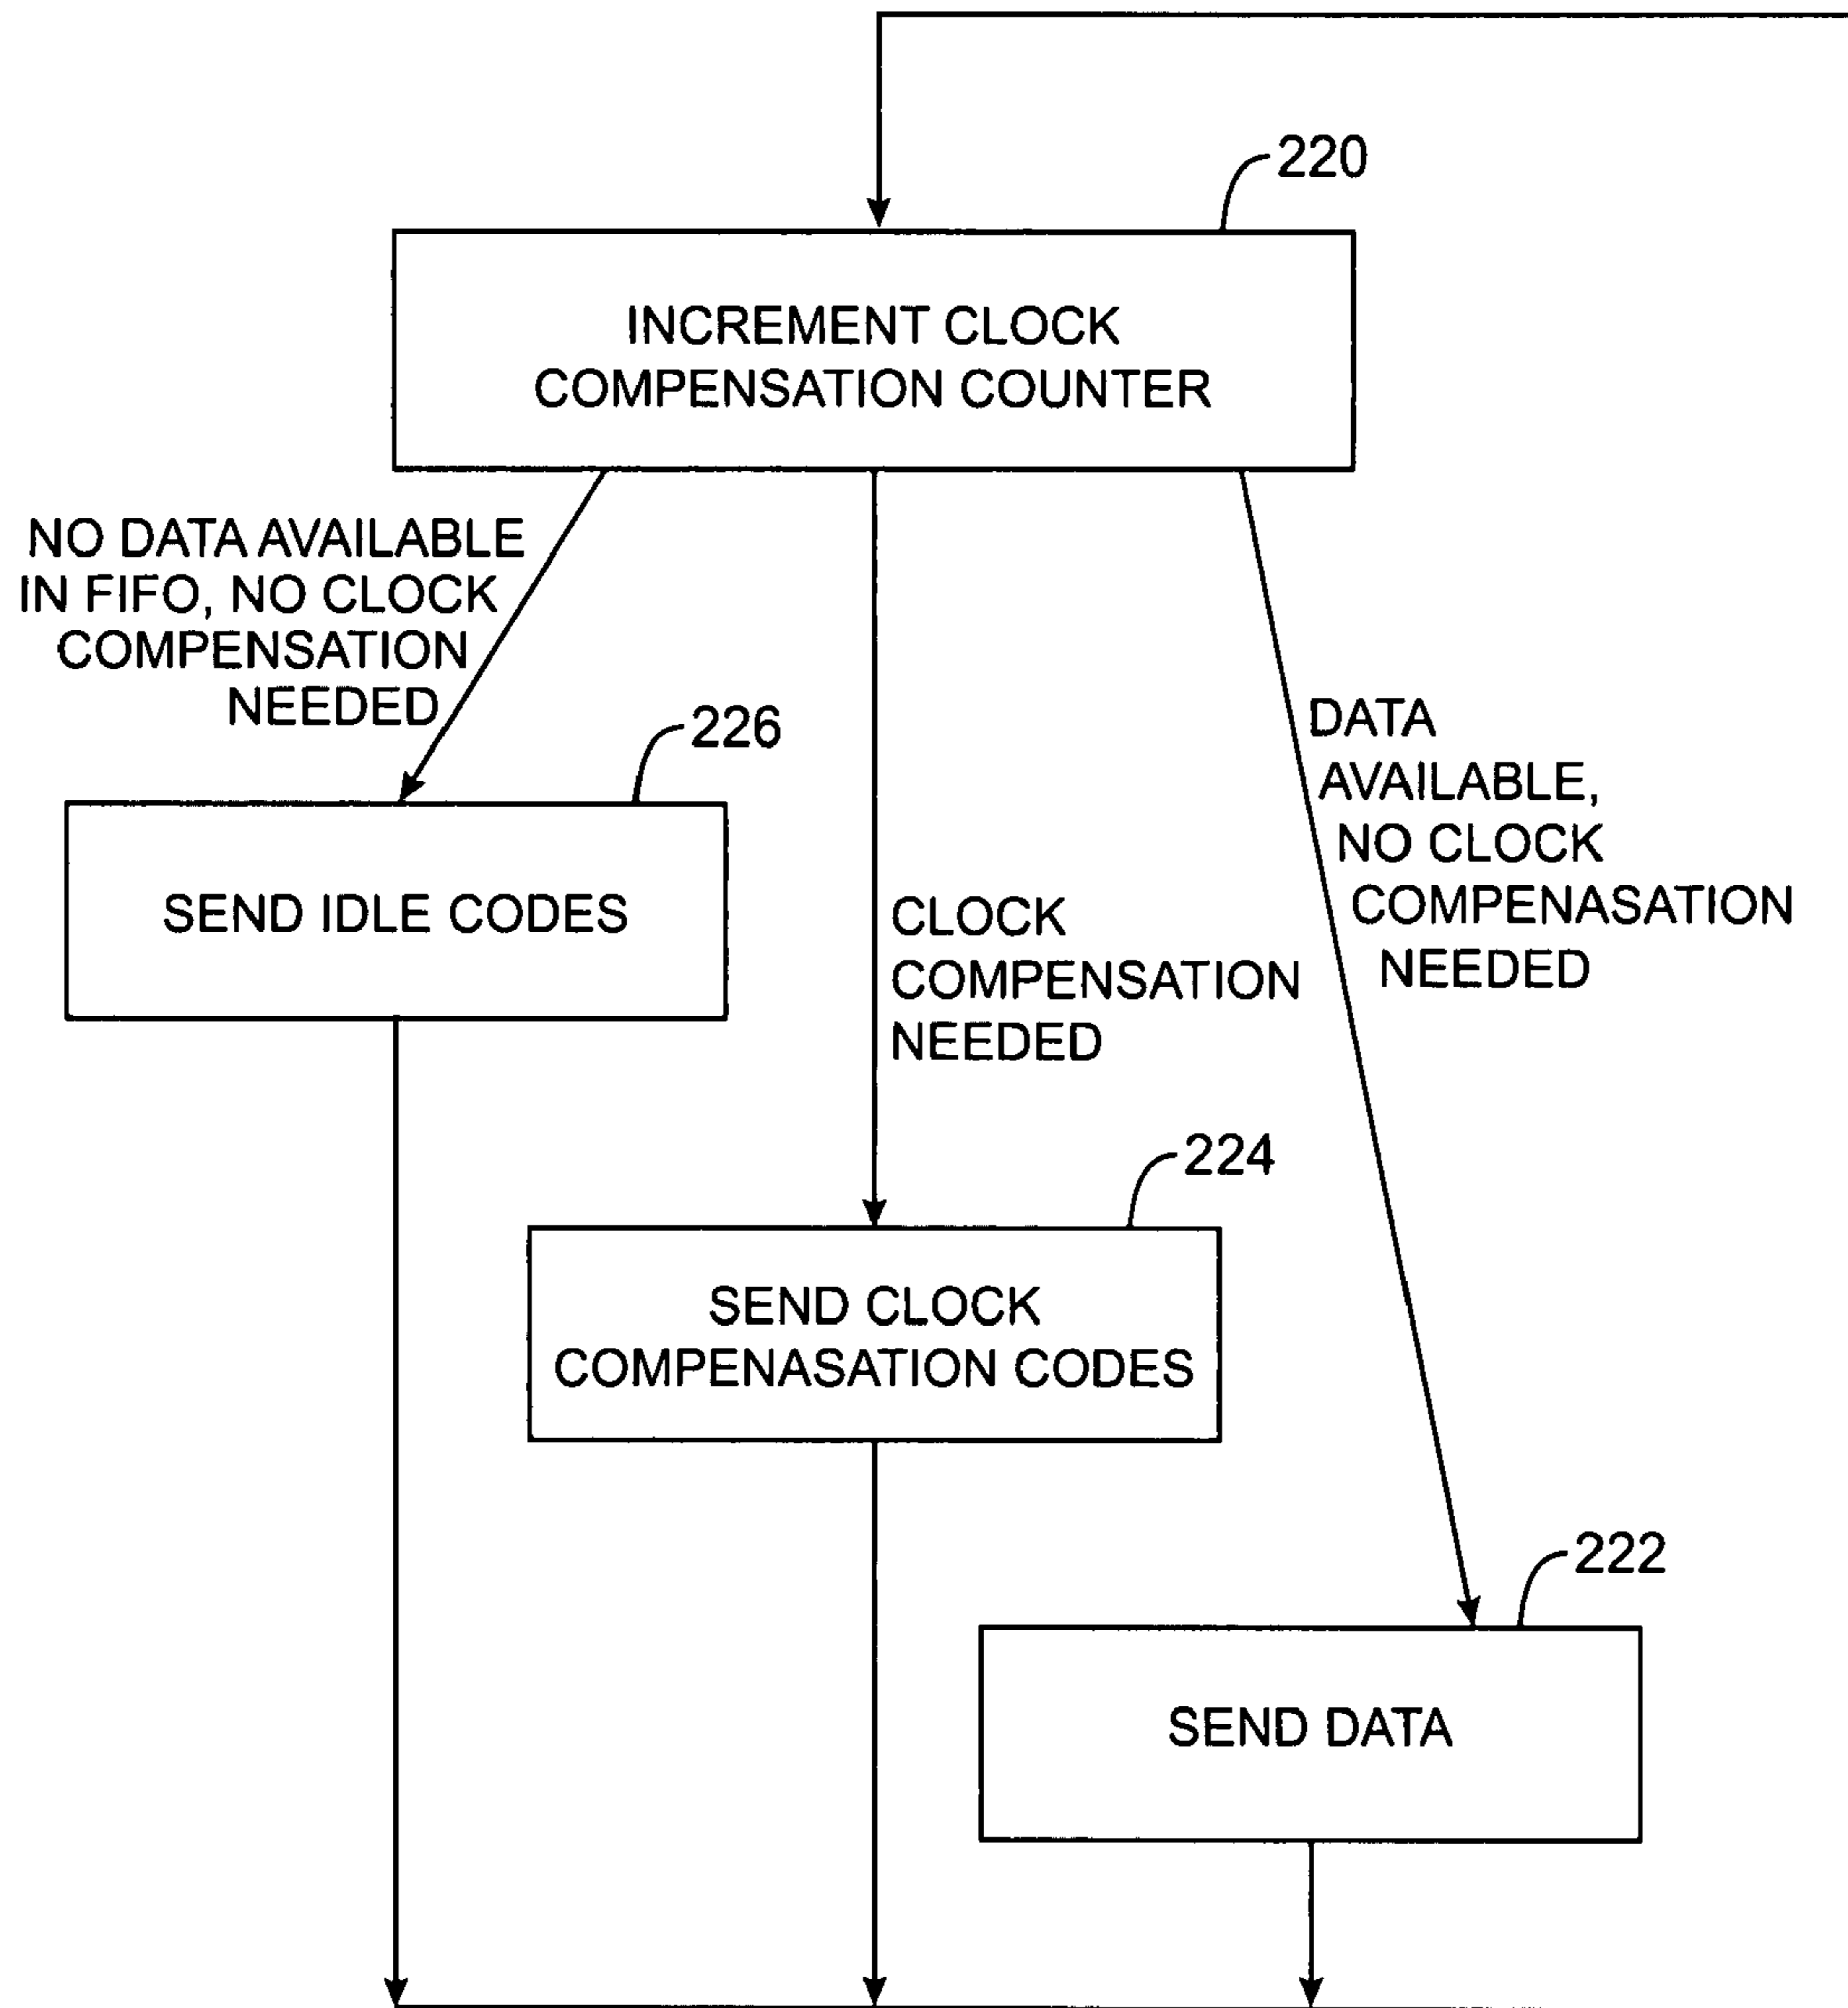 220
INCREMENT CLOCK
COMPENSATION COUNTER
NO DATA AVAILABLE
IN FIFO, NO CLOCK
COMPENSATION
NEEDED
226
SEND IDLE CODES
CLOCK
COMPENSATION
NEEDED
DATA
AVAILABLE,
NO CLOCK
COMPENASATION
NEEDED
224
SEND CLOCK
COMPENASATION CODES
222
SEND DATA